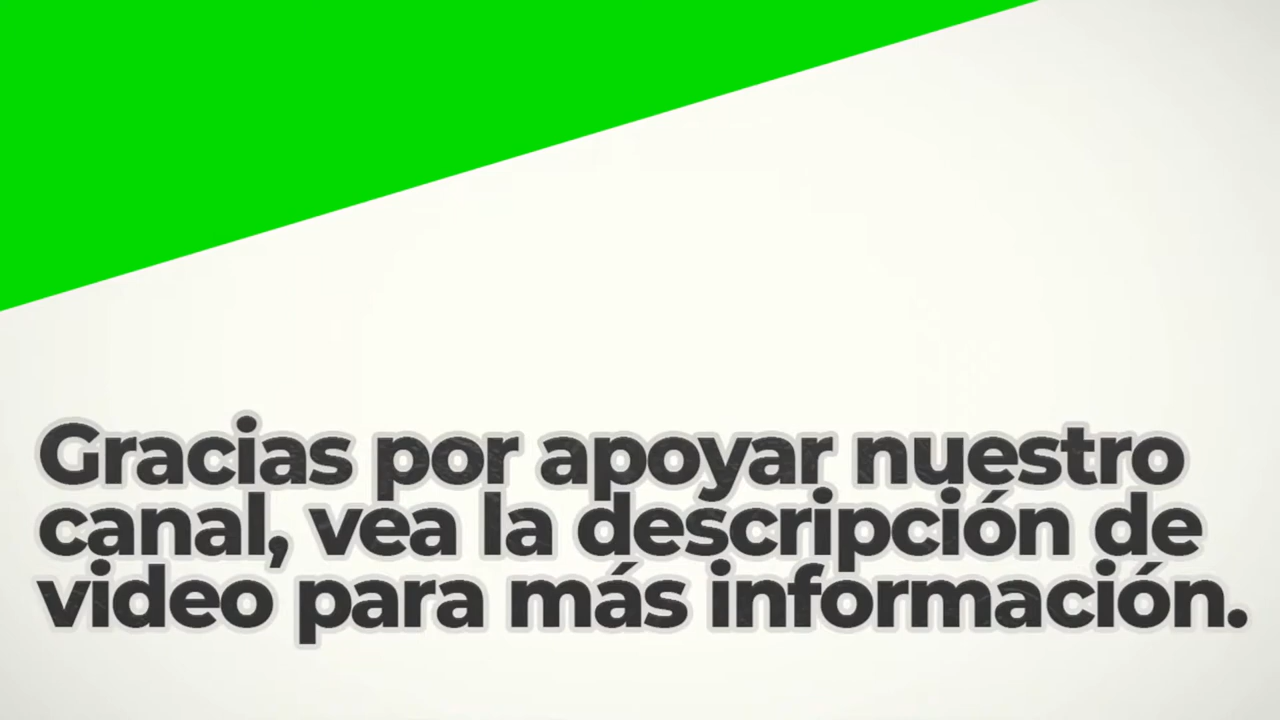 Gracias por apoyar nuestro
canal, vea la descripción de
video para más información.